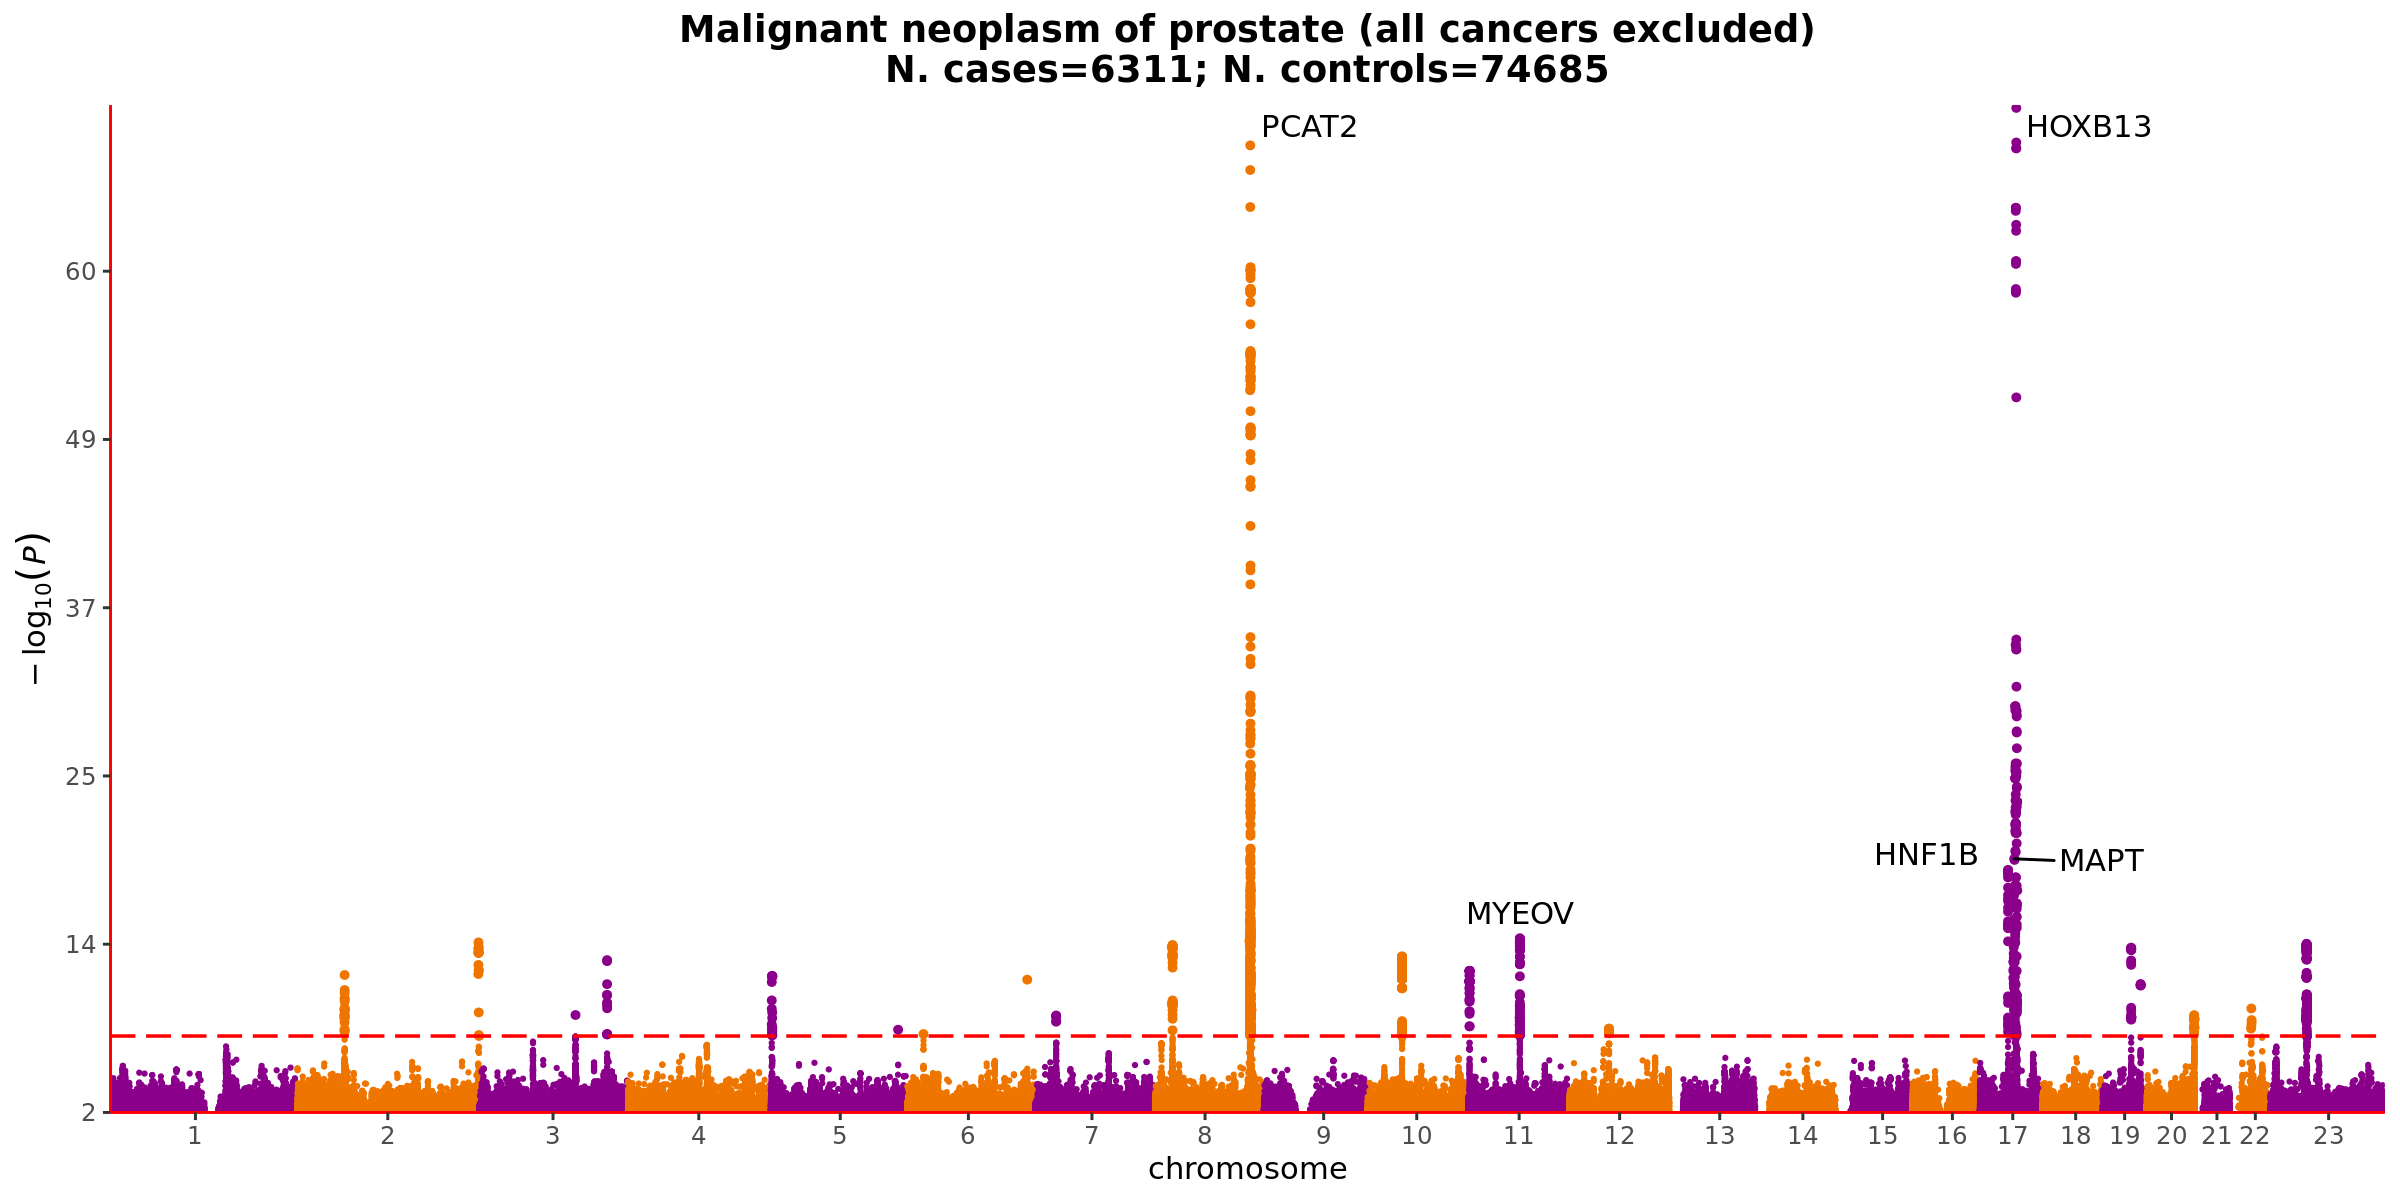 Malignant neoplasm of prostate (all cancers excluded)
N. cases=6311; N. controls=74685
PCAT2
HOXB13
60
49
−log10(P)
37
25
HNF1B
MAPT
MYEOV
14
2
1 2 3 4 5 6 7 8 9 10 11 12 13 14 15 16 17 18 19 20 21 22 23
chromosome